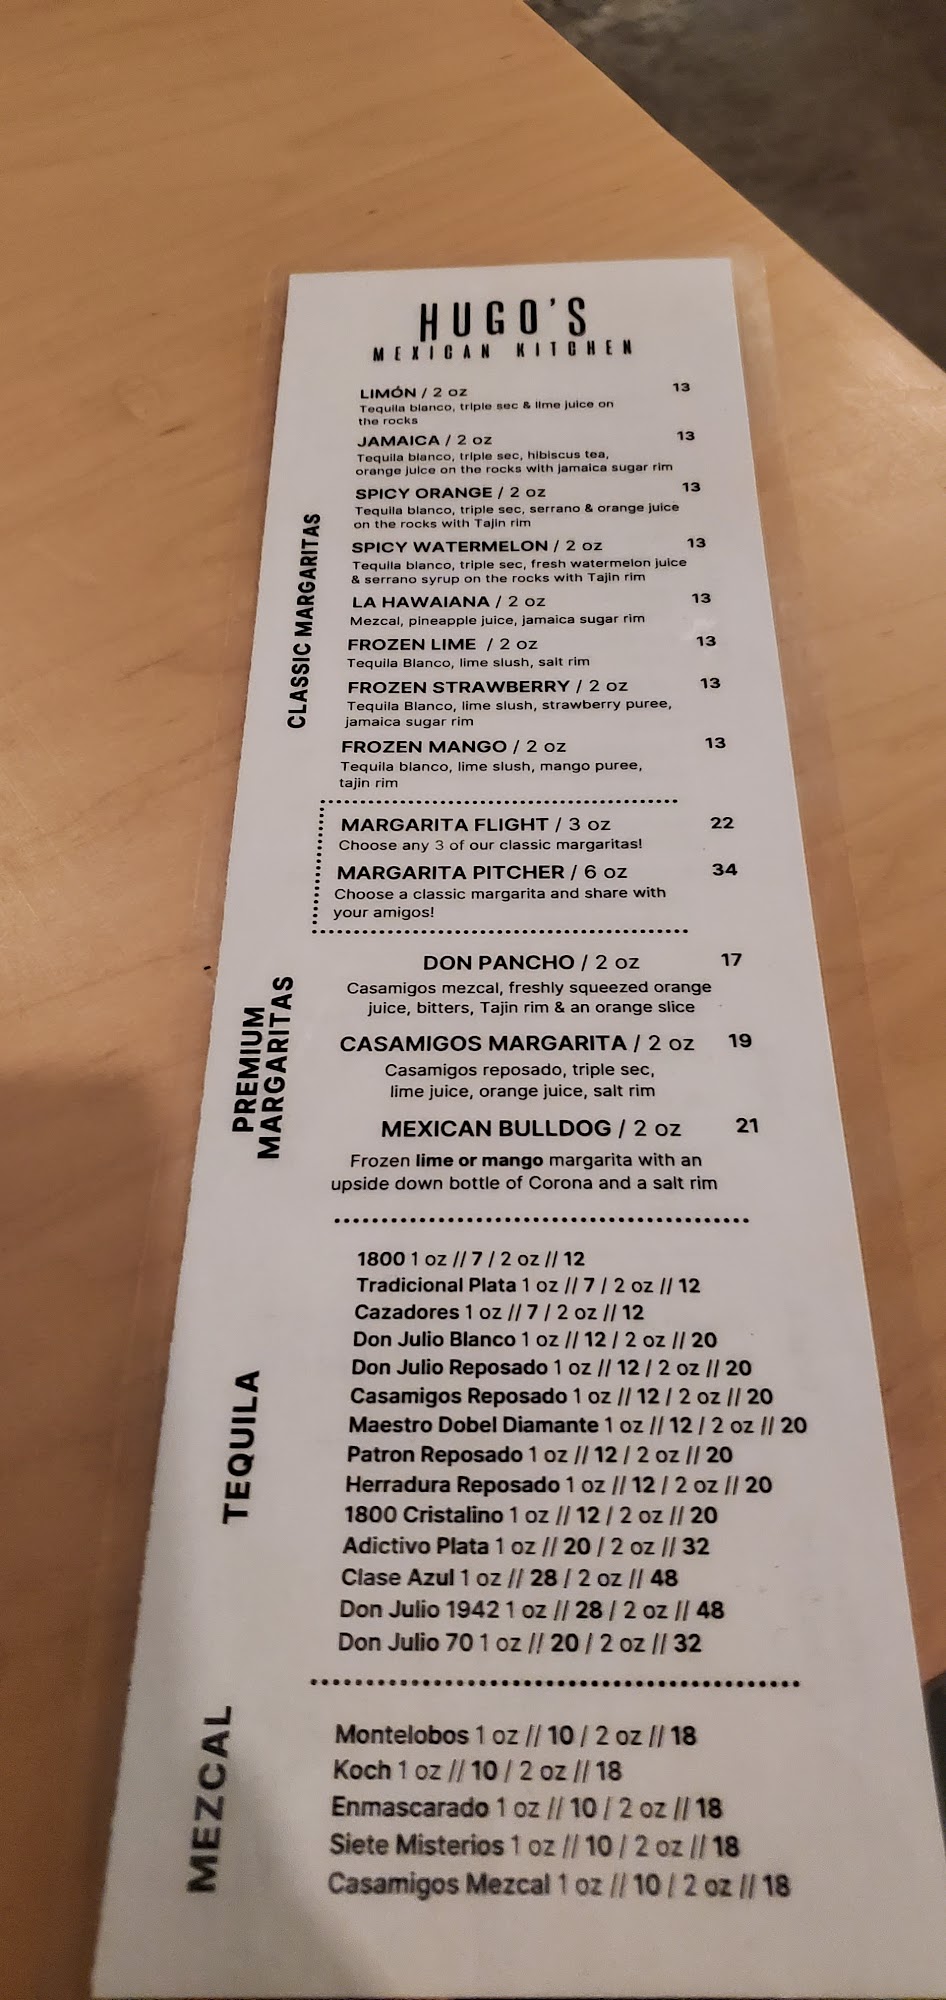 HUGO'S
MEXICAN KITCHEN
CLASSIC MARGARITAS
LIMÓN / 2 oz 13
Tequila blanco, triple sec & lime juice on
the rocks
JAMAICA / 2 oz 13
Tequila blanco, triple sec, hibiscus tea,
orange juice on the rocks with jamaica sugar rim
SPICY ORANGE / 2 oz 13
Tequila blanco, triple sec, serrano & orange juice
on the rocks with Tajin rim
SPICY WATERMELON / 2 oz 13
Tequila blanco, triple sec, fresh watermelon juice
& serrano syrup on the rocks with Tajin rim
LA HAWAIANA / 2 oz 13
Mezcal, pineapple juice, jamaica sugar rim
FROZEN LIME / 2 oz 13
Tequila Blanco, lime slush, salt rim
FROZEN STRAWBERRY / 2 oz 13
Tequila Blanco, lime slush, strawberry puree,
jamaica sugar rim
FROZEN MANGO / 2 oz 13
Tequila blanco, lime slush, mango puree,
tajin rim
MARGARITA FLIGHT / 3 oz 22
Choose any 3 of our classic margaritas!
MARGARITA PITCHER / 6 oz 34
Choose a classic margarita and share with
your amigos!
PREMIUM
MARGARITAS
DON PANCHO / 2 oz 17
Casamigos mezcal, freshly squeezed orange
juice, bitters, Tajin rim & an orange slice
CASAMIGOS MARGARITA / 2 oz 19
Casamigos reposado, triple sec,
lime juice, orange juice, salt rim
MEXICAN BULLDOG / 2 oz 21
Frozen lime or mango margarita with an
upside down bottle of Corona and a salt rim
TEQUILA
1800 1 oz // 7 / 2 oz // 12
Tradicional Plata 1 oz // 7 / 2 oz // 12
Cazadores 1 oz // 7 / 2 oz // 12
Don Julio Blanco 1 oz // 12 / 2 oz // 20
Don Julio Reposado 1 oz // 12 / 2 oz // 20
Casamigos Reposado 1 oz // 12 / 2 oz // 20
Maestro Dobel Diamante 1 oz // 12 / 2 oz // 20
Patron Reposado 1 oz // 12 / 2 oz // 20
Herradura Reposado 1 oz // 12 / 2 oz // 20
1800 Cristalino 1 oz // 12 / 2 oz // 20
Adictivo Plata 1 oz // 20 / 2 oz // 32
Clase Azul 1 oz // 28 / 2 oz // 48
Don Julio 1942 1 oz // 28 / 2 oz // 48
Don Julio 70 1 oz // 20 / 2 oz // 32
MEZCAL
Montelobos 1 oz // 10 / 2 oz // 18
Koch 1 oz // 10 / 2 oz // 18
Enmascarado 1 oz // 10 / 2 oz // 18
Siete Misterios 1 oz // 10 / 2 oz // 18
Casamigos Mezcal 1 oz // 10 / 2 oz // 18